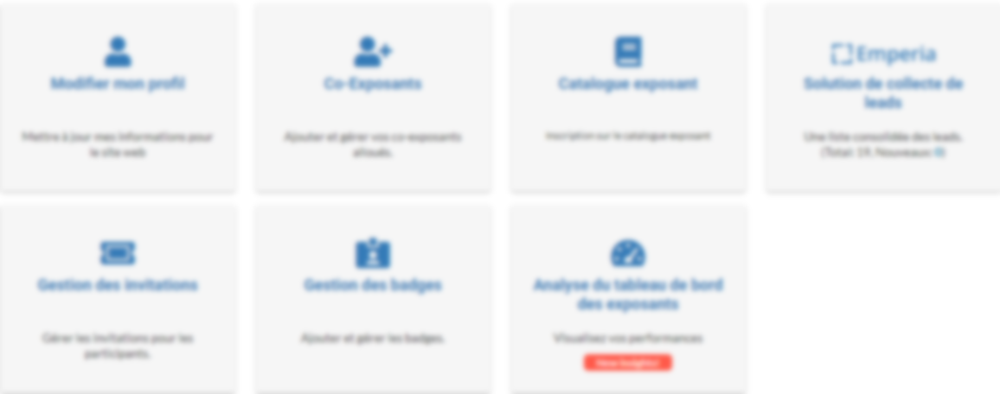 Modifier mon profil
Mettre à jour mes informations pour
le site web
Co-Exposants
Ajouter et gérer vos co-exposants
alloués.
Catalogue exposant
Inscription sur le catalogue exposant
Emperia
Solution de collecte de
leads
Une liste consolidée des leads.
(Total: 19, Nouveaux:
Gestion des invitations
Gérer les invitations pour les
participants.
Gestion des badges
Ajouter et gérer les badges.
Analyse du tableau de bord
des exposants
Visualisez vos performances